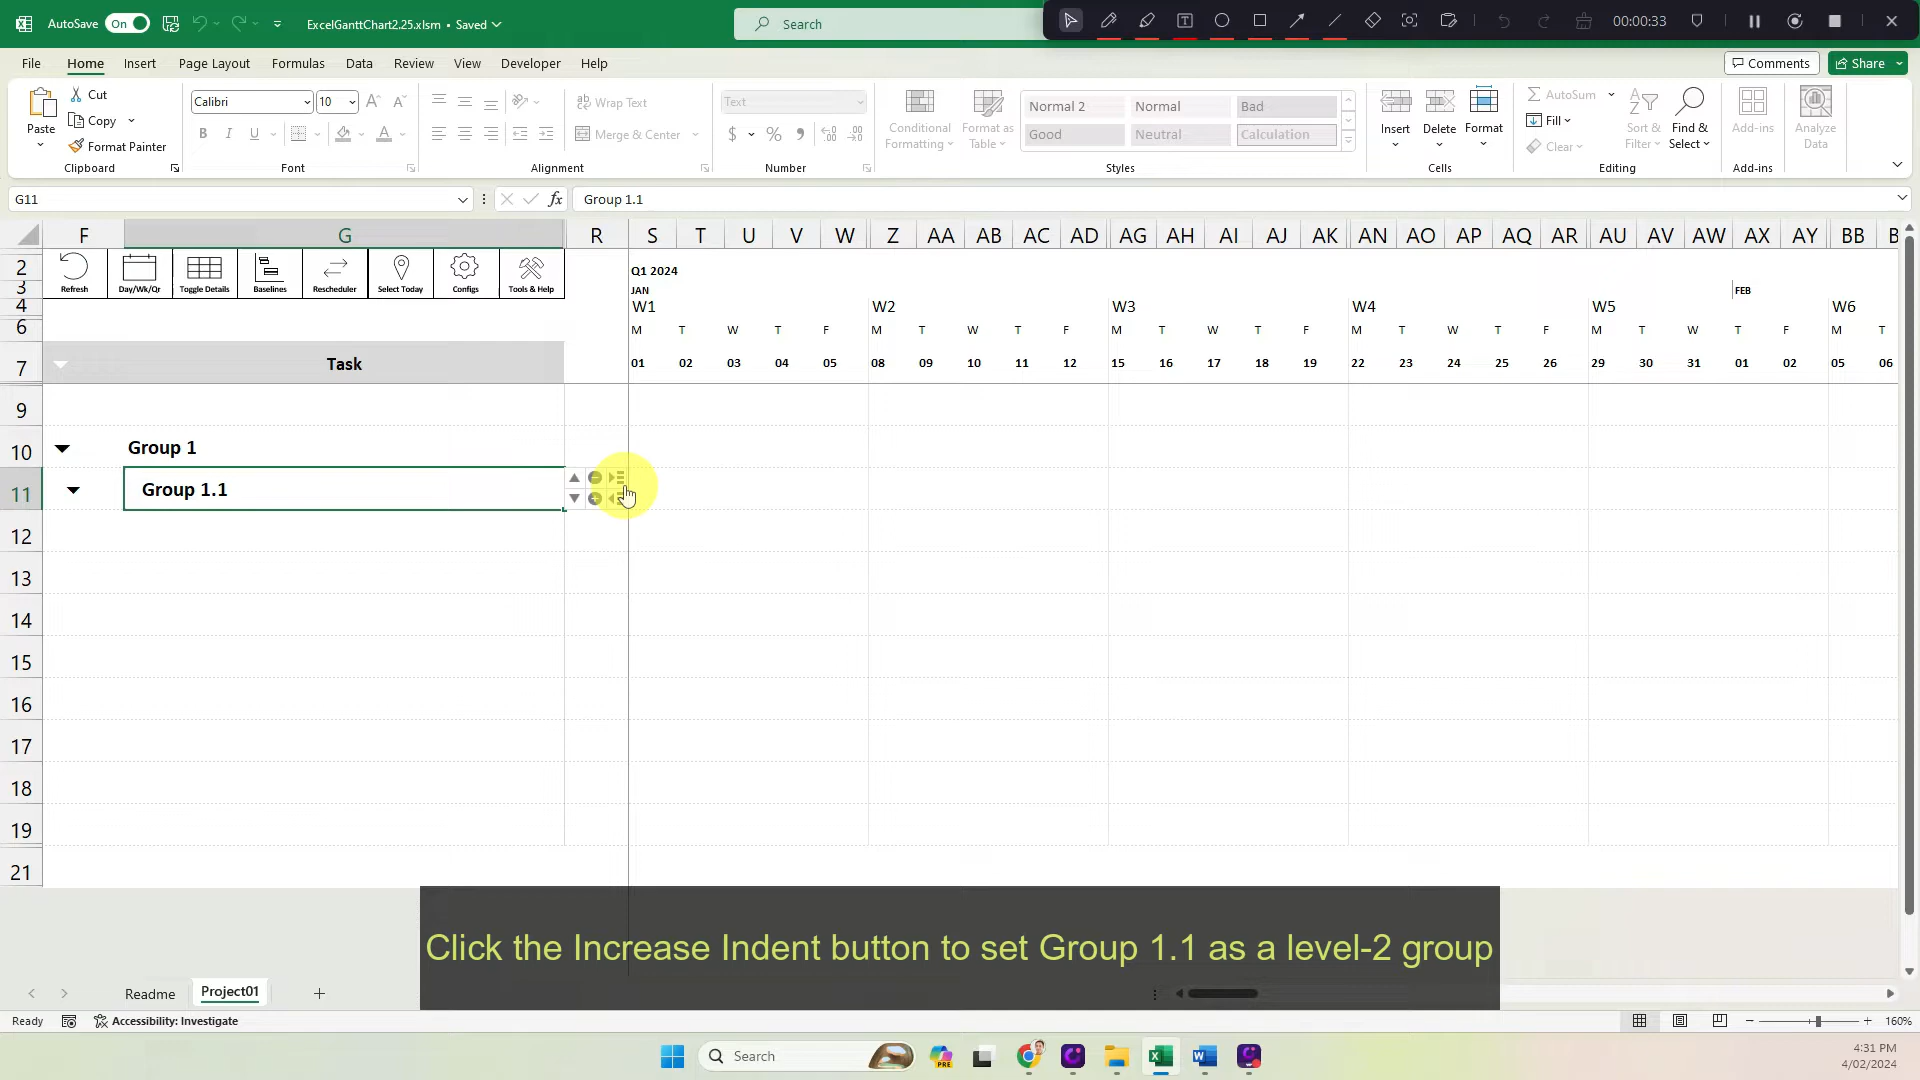 AutoSave On ExcelGanttChart2.25.xlsm • Saved Search 00:00:33
File Home Insert Page Layout Formulas Data Review View Developer Help Comments Share
Paste Cut Copy Format Painter
Calibri 10
B I U A
Wrap Text
Merge & Center
Text
$ % ,
Conditional Formatting
Format as Table
Normal 2 Normal Bad
Good Neutral Calculation
Insert Delete Format
AutoSum
Fill
Clear
Sort & Filter
Find & Select
Add-ins
Analyze Data
Clipboard Font Alignment Number Styles Cells Editing Add-ins
G11 fx Group 1.1
F G R S T U V W Z AA AB AC AD AG AH AI AJ AK AN AO AP AQ AR AU AV AW AX AY BB
Refresh Day/Wk/Qr Toggle Details Baselines Rescheduler Select Today Configs Tools & Help
2 Q1 2024
3 JAN FEB
4 W1 W2 W3 W4 W5 W6
6 M T W T F M T W T F M T W T F M T W T F M T W T F M T
7 Task 01 02 03 04 05 08 09 10 11 12 15 16 17 18 19 22 23 24 25 26 29 30 31 01 02 05 06
9
10 Group 1
11 Group 1.1
12
13
14
15
16
17
18
19
21
Click the Increase Indent button to set Group 1.1 as a level-2 group
Readme Project01
Ready Accessibility: Investigate 160%
Search
PRE
4:31 PM
4/02/2024